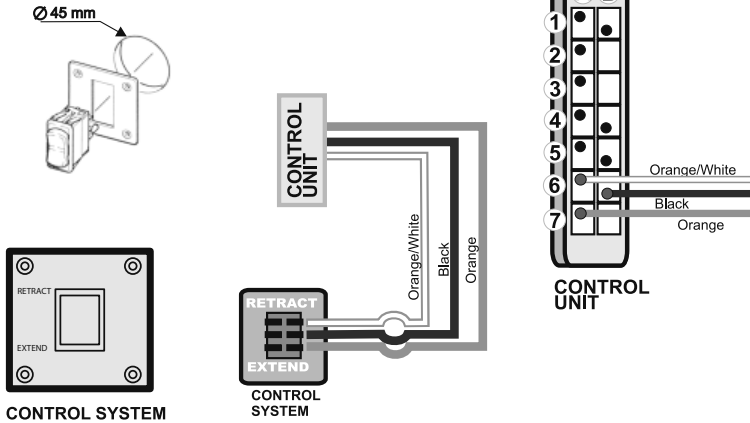 Ø 45 mm
RETRACT
EXTEND
CONTROL SYSTEM
CONTROL
UNIT
Orange/White
Black
Orange
RETRACT
EXTEND
CONTROL
SYSTEM
1
2
3
4
5
6
7
Orange/White
Black
Orange
CONTROL
UNIT